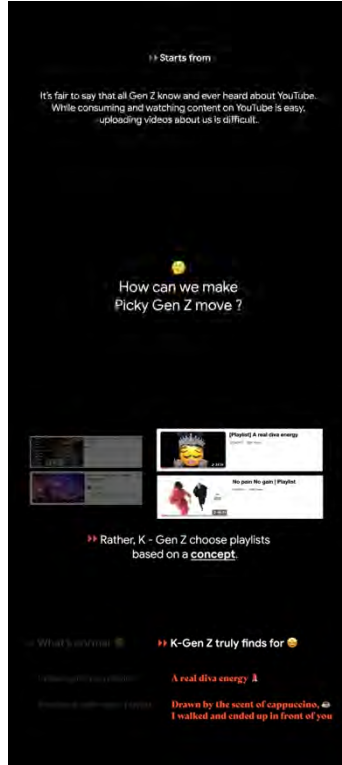 Starts from
It's fair to say that all Gen Z know and ever heard about YouTube.
While consuming and watching content on YouTube is easy,
uploading videos about us is difficult.
How can we make
Picky Gen Z move ?
[Playlist] A real diva energy
No pain No gain | Playlist
Rather, K - Gen Z choose playlists
based on a concept.
What's normal
K-Gen Z truly finds for
A real diva energy
Drawn by the scent of cappuccino,
I walked and ended up in front of you